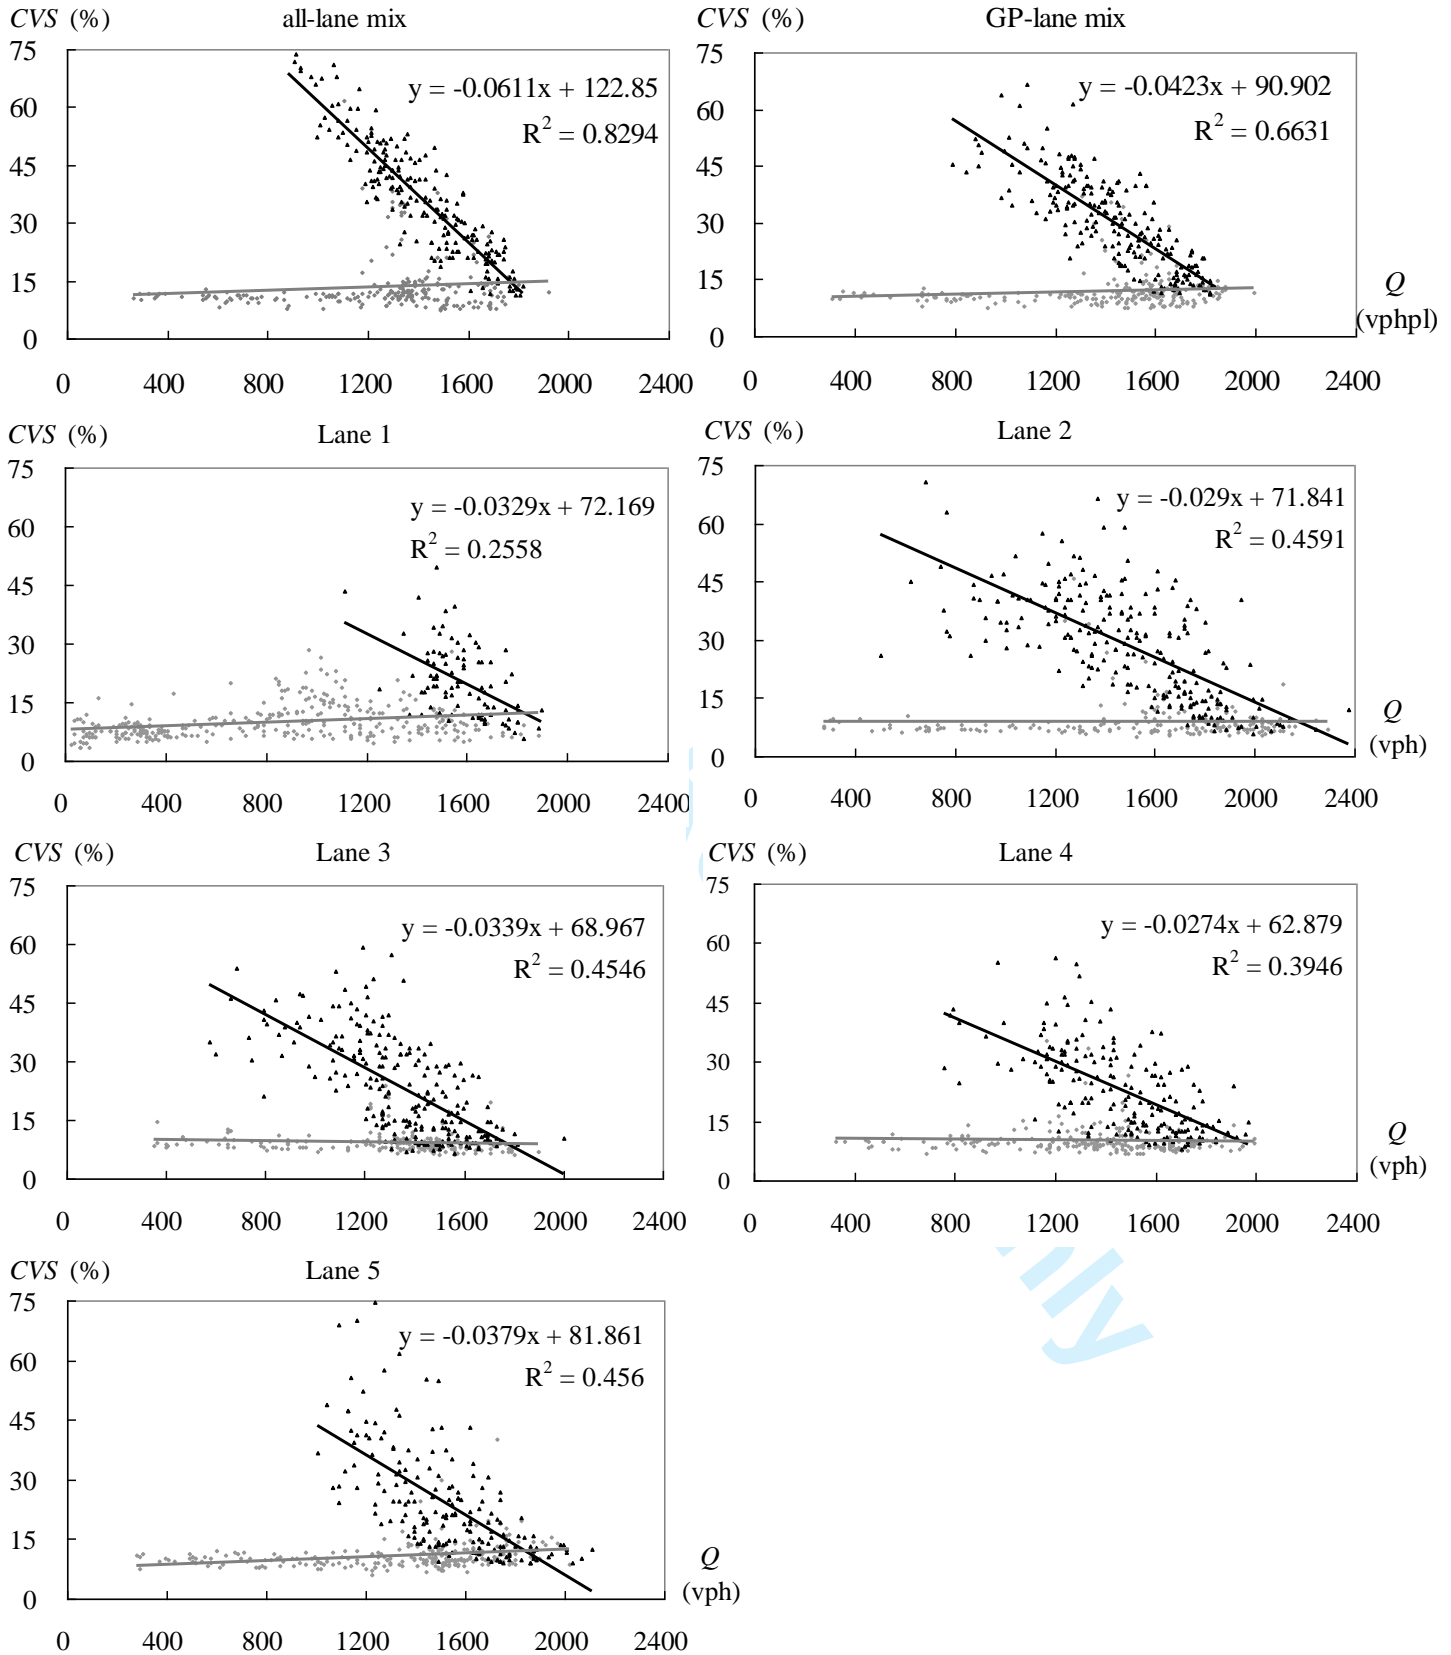 CVS (%) all-lane mix
75
60
45
30
15
0
y = -0.0611x + 122.85
R² = 0.8294
0 400 800 1200 1600 2000 2400
CVS (%) GP-lane mix
75
60
45
30
15
0
y = -0.0423x + 90.902
R² = 0.6631
Q
(vphpl)
0 400 800 1200 1600 2000 2400
CVS (%) Lane 1
75
60
45
30
15
0
y = -0.0329x + 72.169
R² = 0.2558
0 400 800 1200 1600 2000 2400
CVS (%) Lane 2
75
60
45
30
15
0
y = -0.029x + 71.841
R² = 0.4591
Q
(vph)
0 400 800 1200 1600 2000 2400
CVS (%) Lane 3
75
60
45
30
15
0
y = -0.0339x + 68.967
R² = 0.4546
0 400 800 1200 1600 2000 2400
CVS (%) Lane 4
75
60
45
30
15
0
y = -0.0274x + 62.879
R² = 0.3946
Q
(vph)
0 400 800 1200 1600 2000 2400
CVS (%) Lane 5
75
60
45
30
15
0
y = -0.0379x + 81.861
R² = 0.456
Q
(vph)
0 400 800 1200 1600 2000 2400